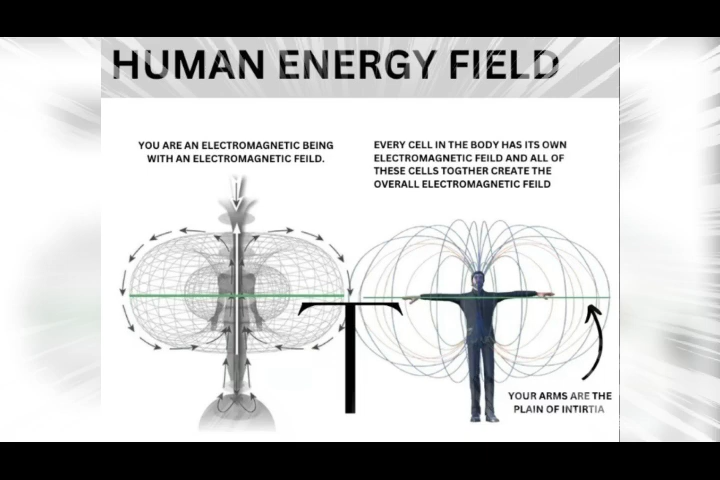 HUMAN ENERGY FIELD
YOU ARE AN ELECTROMAGNETIC BEING
WITH AN ELECTROMAGNETIC FEILD.
EVERY CELL IN THE BODY HAS ITS OWN
ELECTROMAGNETIC FEILD AND ALL OF
THESE CELLS TOGTHER CREATE THE
OVERALL ELECTROMAGNETIC FEILD
T
YOUR ARMS ARE THE
PLAIN OF INTIRTIA